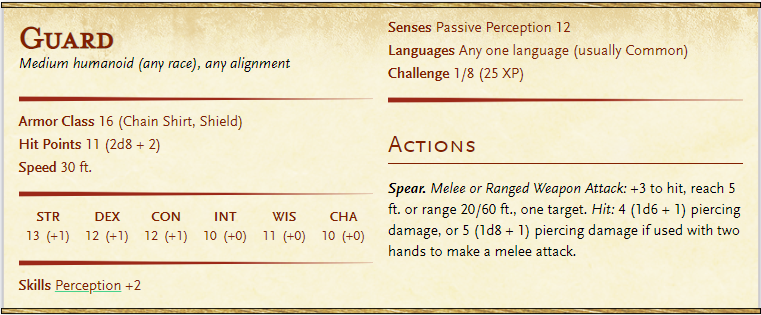 Guard
Medium humanoid (any race), any alignment
Armor Class 16 (Chain Shirt, Shield)
Hit Points 11 (2d8 + 2)
Speed 30 ft.
STR DEX CON INT WIS CHA
13 (+1) 12 (+1) 12 (+1) 10 (+0) 11 (+0) 10 (+0)
Skills Perception +2
Senses Passive Perception 12
Languages Any one language (usually Common)
Challenge 1/8 (25 XP)
Actions
Spear. Melee or Ranged Weapon Attack: +3 to hit, reach 5
ft. or range 20/60 ft., one target. Hit: 4 (1d6 + 1) piercing
damage, or 5 (1d8 + 1) piercing damage if used with two
hands to make a melee attack.